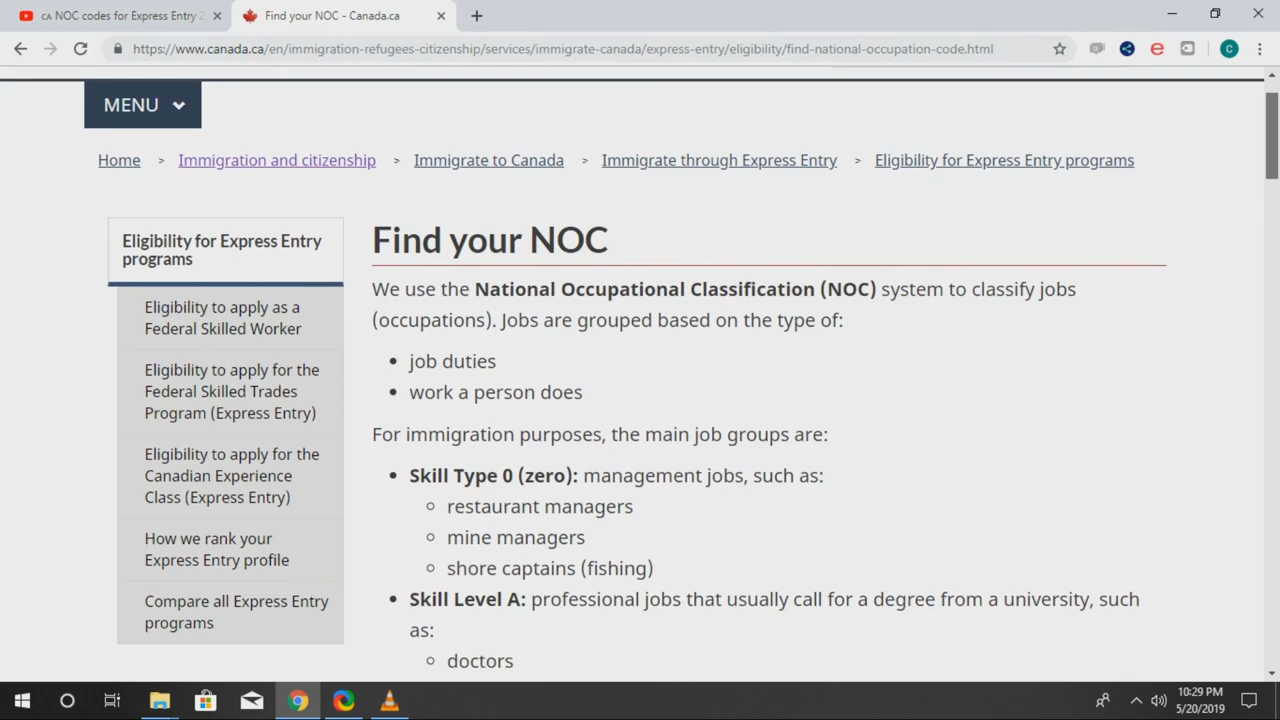 CA NOC codes for Express Entry 2
Find your NOC - Canada.ca
https://www.canada.ca/en/immigration-refugees-citizenship/services/immigrate-canada/express-entry/eligibility/find-national-occupation-code.html
C
MENU
Home > Immigration and citizenship > Immigrate to Canada > Immigrate through Express Entry > Eligibility for Express Entry programs
Eligibility for Express Entry
programs
Eligibility to apply as a
Federal Skilled Worker
Eligibility to apply for the
Federal Skilled Trades
Program (Express Entry)
Eligibility to apply for the
Canadian Experience
Class (Express Entry)
How we rank your
Express Entry profile
Compare all Express Entry
programs
Find your NOC
We use the National Occupational Classification (NOC) system to classify jobs
(occupations). Jobs are grouped based on the type of:
• job duties
• work a person does
For immigration purposes, the main job groups are:
• Skill Type 0 (zero): management jobs, such as:
○ restaurant managers
○ mine managers
○ shore captains (fishing)
• Skill Level A: professional jobs that usually call for a degree from a university, such
as:
○ doctors
10:29 PM
5/20/2019